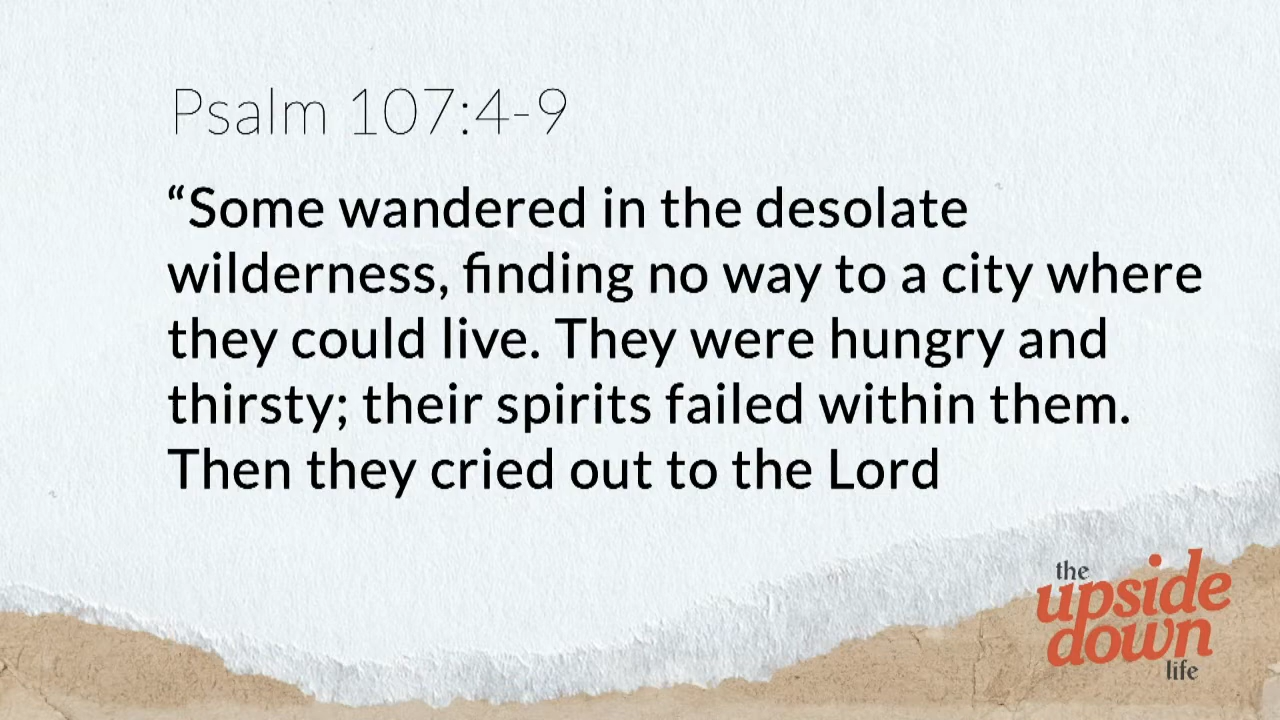 Psalm 107:4-9
“Some wandered in the desolate
wilderness, finding no way to a city where
they could live. They were hungry and
thirsty; their spirits failed within them.
Then they cried out to the Lord
the
upside
down
life